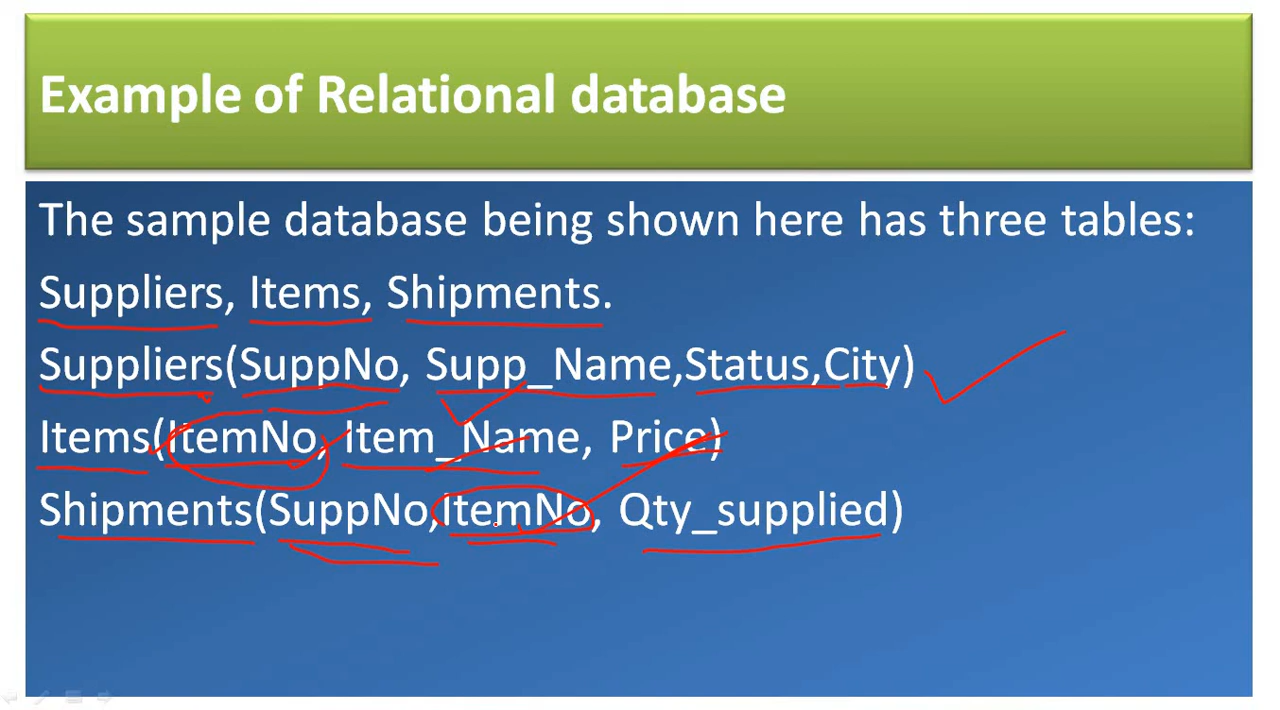 Example of Relational database
The sample database being shown here has three tables:
Suppliers, Items, Shipments.
Suppliers(SuppNo, Supp_Name,Status,City)
Items(ItemNo, Item_Name, Price)
Shipments(SuppNo,ItemNo, Qty_supplied)